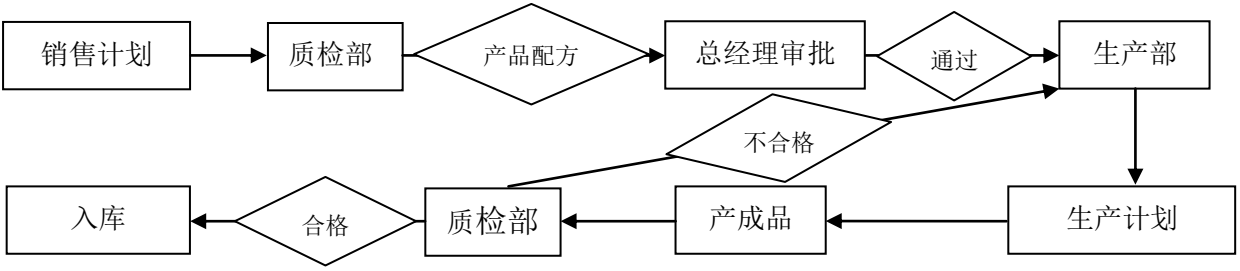 销售计划
质检部
产品配方
总经理审批
通过
生产部
不合格
入库
合格
质检部
产成品
生产计划